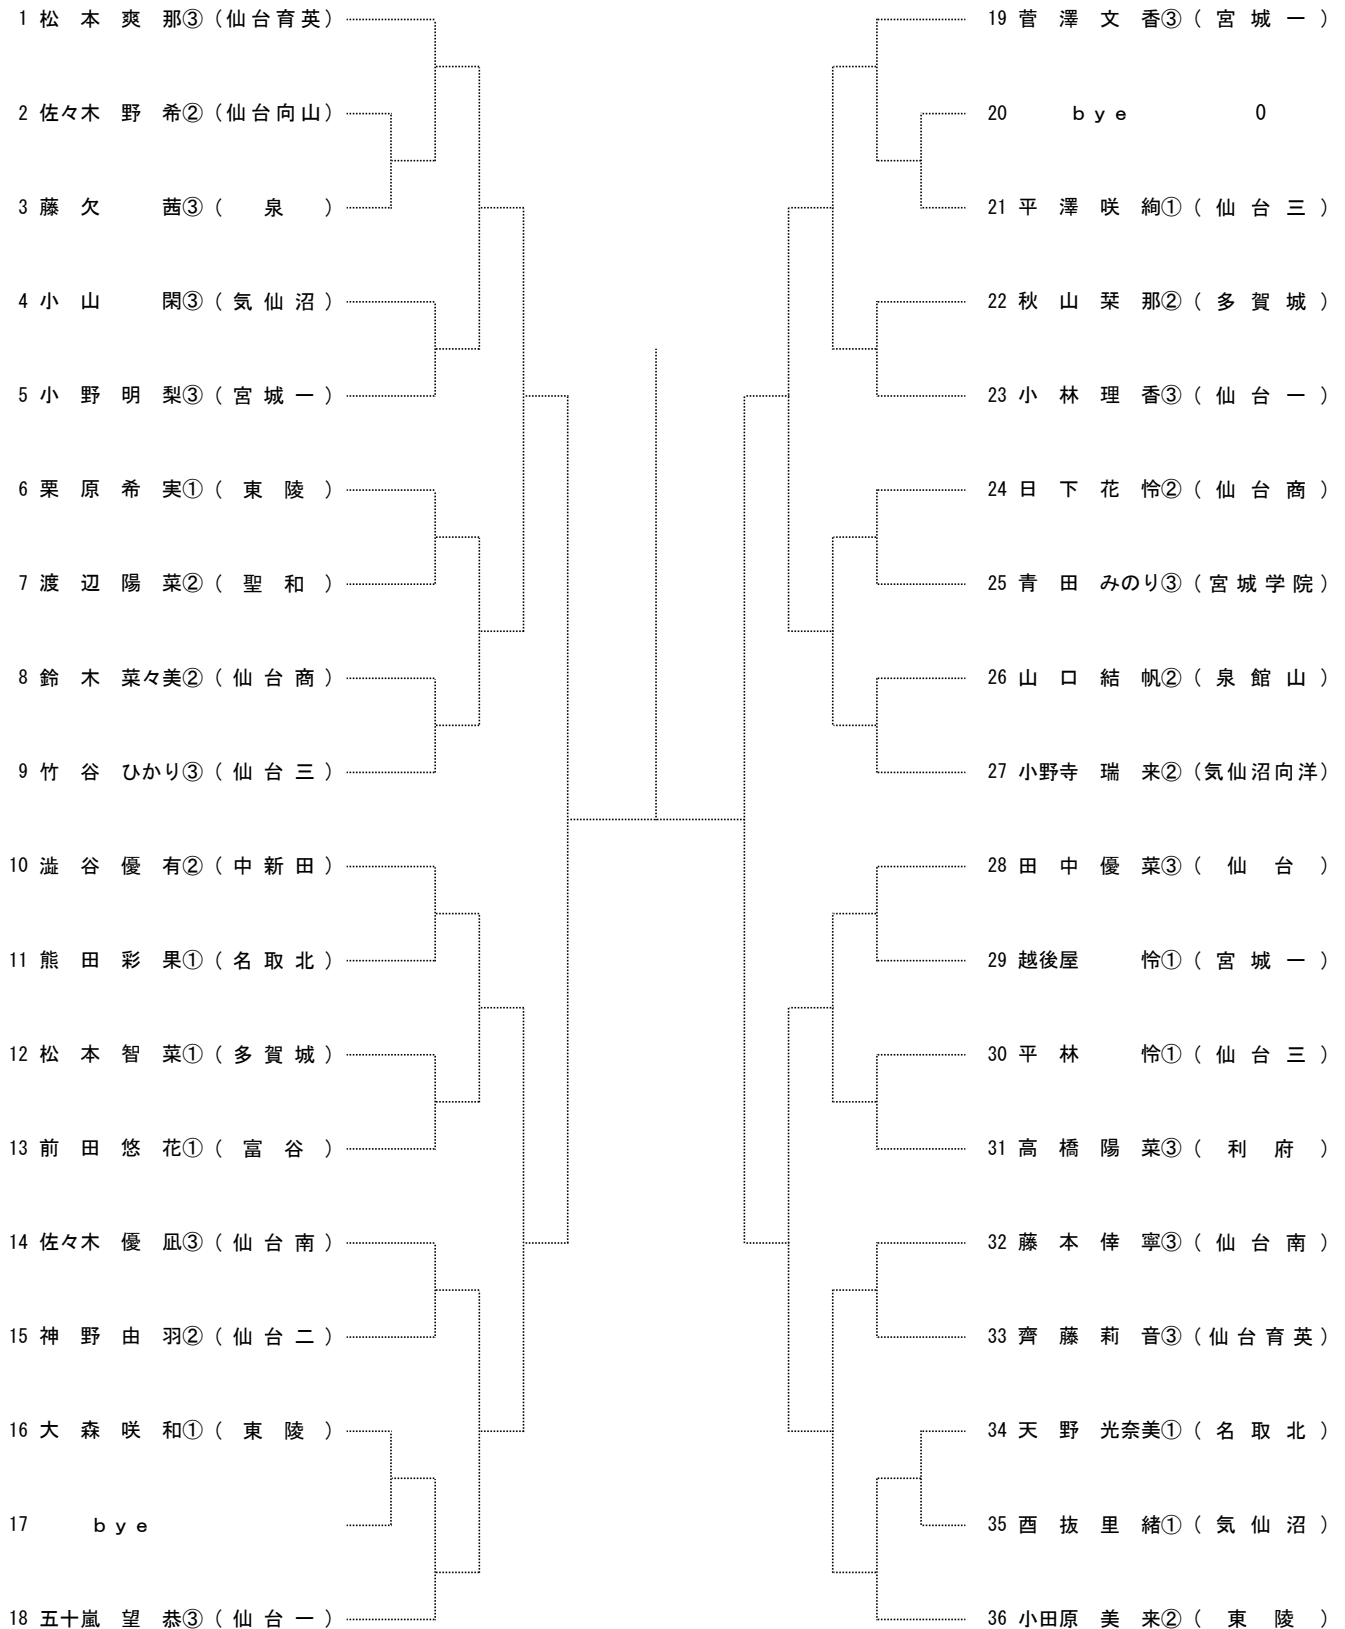 1 松 本 爽 那③ (仙台育英)
2 佐々木 野 希② (仙台向山)
3 藤 欠 茜③ ( 泉 )
4 小 山 閑③ ( 気 仙 沼 )
5 小 野 明 梨③ ( 宮 城 一 )
6 栗 原 希 実① ( 東 陵 )
7 渡 辺 陽 菜② ( 聖 和 )
8 鈴 木 菜々美② ( 仙 台 商 )
9 竹 谷 ひかり③ ( 仙 台 三 )
10 澁 谷 優 有② ( 中 新 田 )
11 熊 田 彩 果① ( 名 取 北 )
12 松 本 智 菜① ( 多 賀 城 )
13 前 田 悠 花① ( 富 谷 )
14 佐々木 優 凪③ ( 仙 台 南 )
15 神 野 由 羽② ( 仙 台 二 )
16 大 森 咲 和① ( 東 陵 )
17 ｂｙｅ
18 五十嵐 望 恭③ ( 仙 台 一 )
19 菅 澤 文 香③ ( 宮 城 一 )
20 ｂｙｅ 0
21 平 澤 咲 絢① ( 仙 台 三 )
22 秋 山 栞 那② ( 多 賀 城 )
23 小 林 理 香③ ( 仙 台 一 )
24 日 下 花 怜② ( 仙 台 商 )
25 青 田 みのり③ ( 宮 城 学 院 )
26 山 口 結 帆② ( 泉 館 山 )
27 小野寺 瑞 来② (気仙沼向洋)
28 田 中 優 菜③ ( 仙 台 )
29 越後屋 怜① ( 宮 城 一 )
30 平 林 怜① ( 仙 台 三 )
31 高 橋 陽 菜③ ( 利 府 )
32 藤 本 倖 寧③ ( 仙 台 南 )
33 齊 藤 莉 音③ ( 仙 台 育 英 )
34 天 野 光奈美① ( 名 取 北 )
35 酉 抜 里 緒① ( 気 仙 沼 )
36 小田原 美 来② ( 東 陵 )